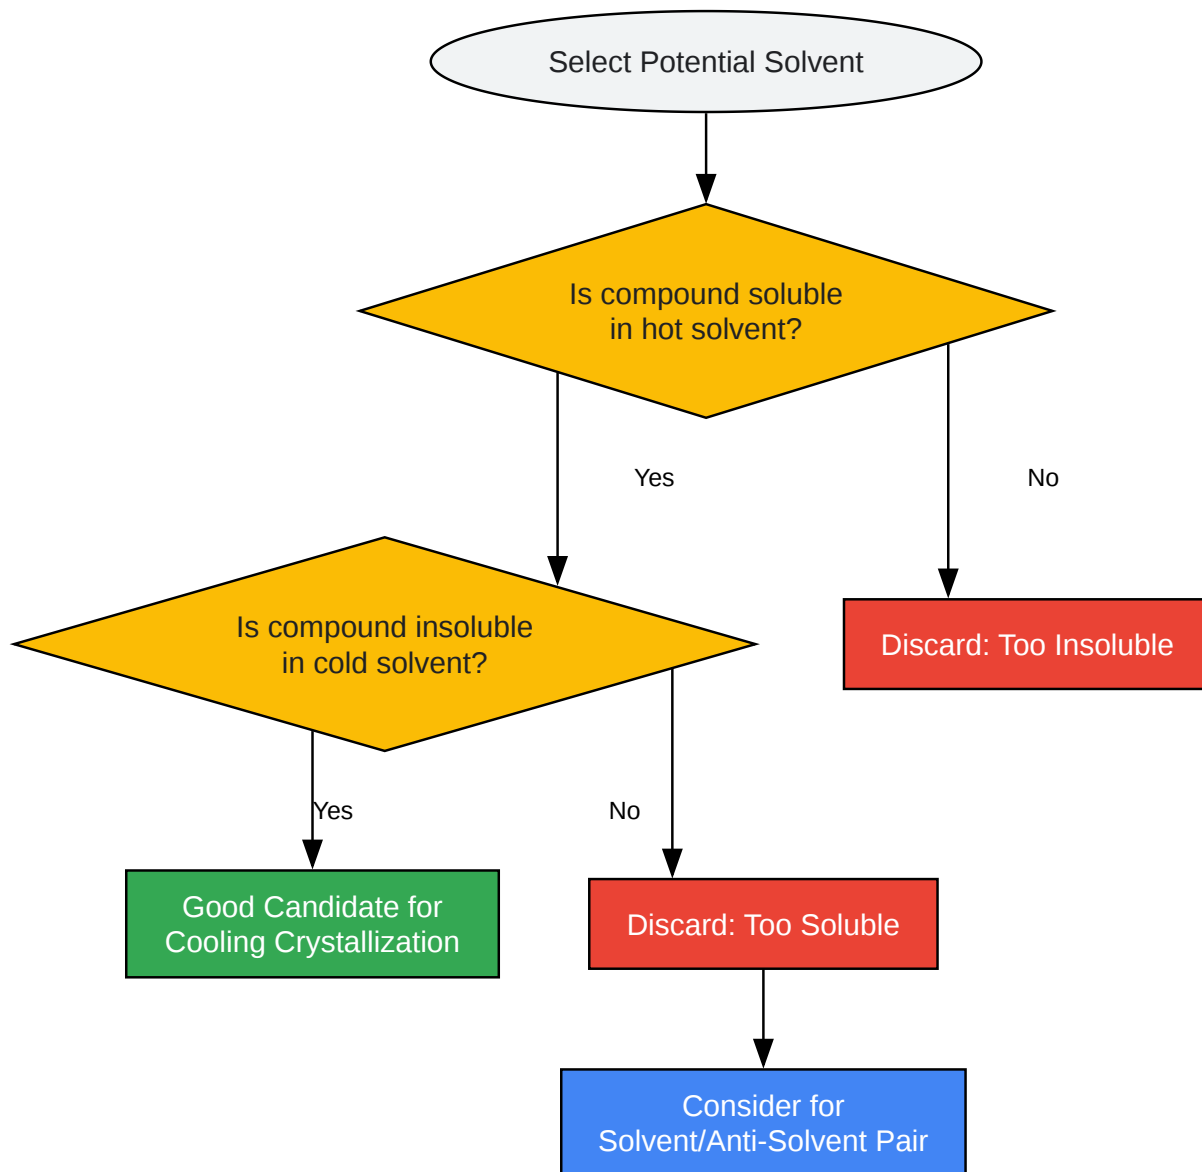 Select Potential Solvent
Is compound soluble
in hot solvent?
Yes
No
Is compound insoluble
in cold solvent?
Discard: Too Insoluble
Yes
No
Good Candidate for
Cooling Crystallization
Discard: Too Soluble
Consider for
Solvent/Anti-Solvent Pair